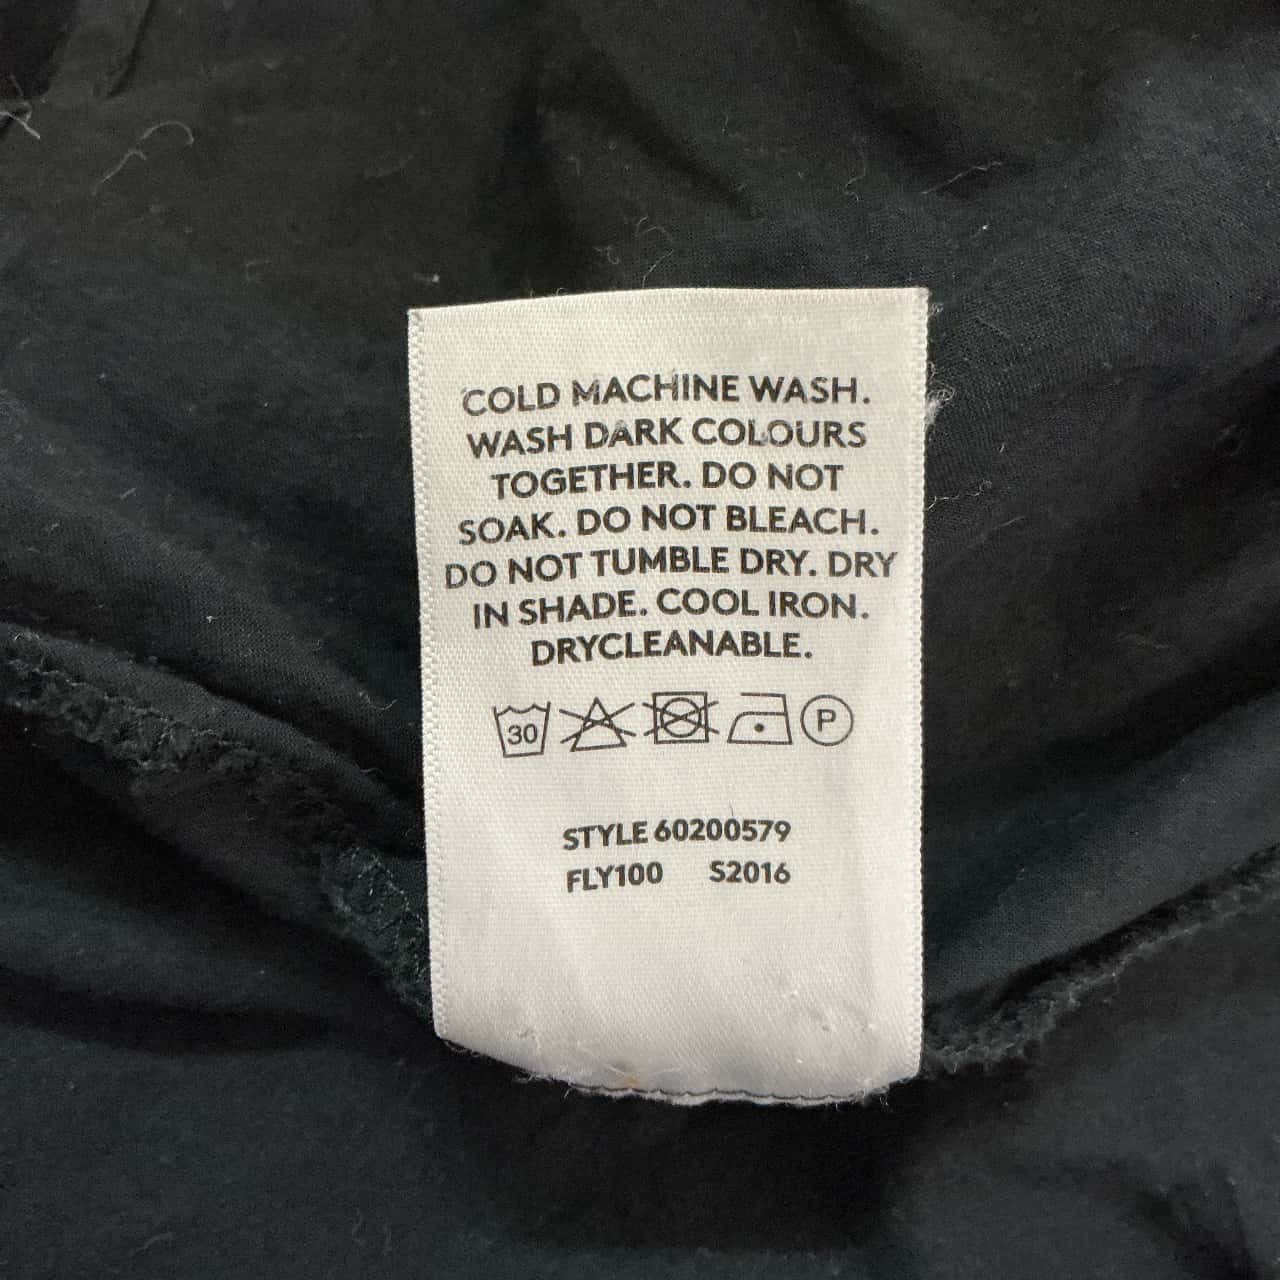 COLD MACHINE WASH.
WASH DARK COLOURS
TOGETHER. DO NOT
SOAK. DO NOT BLEACH.
DO NOT TUMBLE DRY. DRY
IN SHADE. COOL IRON.
DRYCLEANABLE.
30 P
STYLE 60200579
FLY100 S2016